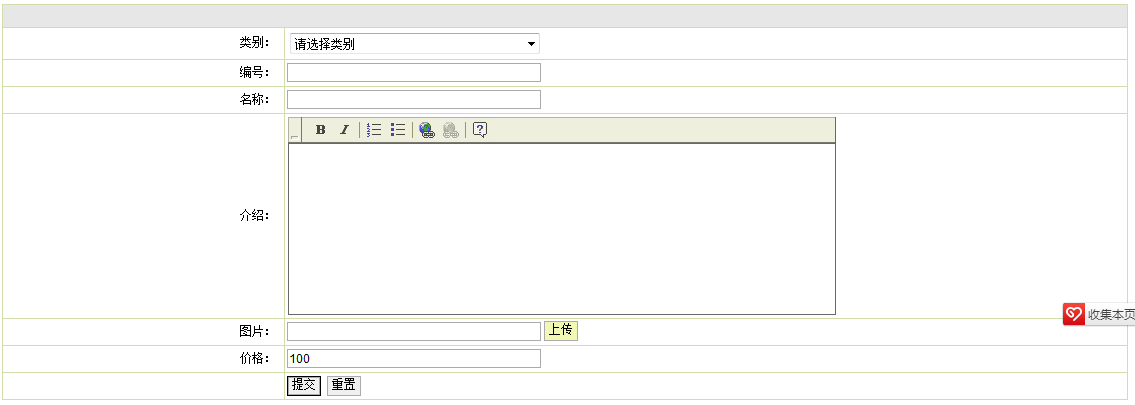 类别： 请选择类别
编号：
名称：
B I
介绍：
图片： 上传
收集本页
价格： 100
提交 重置